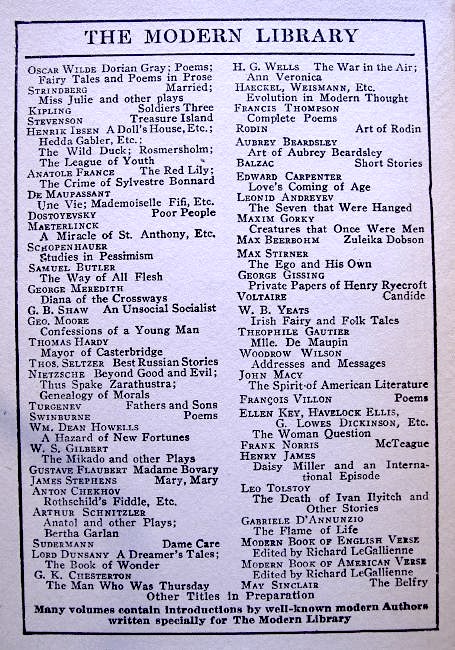 THE MODERN LIBRARY
OSCAR WILDE Dorian Gray; Poems;
Fairy Tales and Poems in Prose
STRINDBERG Married;
Miss Julie and other plays
KIPLING Soldiers Three
STEVENSON Treasure Island
HENRIK IBSEN A Doll's House, Etc.;
Hedda Gabler, Etc.;
The Wild Duck; Rosmersholm;
The League of Youth
ANATOLE FRANCE The Red Lily;
The Crime of Sylvestre Bonnard
DE MAUPASSANT
Une Vie; Mademoiselle Fifi, Etc.
DOSTOYEVSKY Poor People
MAETERLINCK
A Miracle of St. Anthony, Etc.
SCHOPENHAUER
Studies in Pessimism
SAMUEL BUTLER
The Way of All Flesh
GEORGE MEREDITH
Diana of the Crossways
G. B. SHAW An Unsocial Socialist
GEO. MOORE
Confessions of a Young Man
THOMAS HARDY
Mayor of Casterbridge
THOS. SELTZER Best Russian Stories
NIETZSCHE Beyond Good and Evil;
Thus Spake Zarathustra;
Genealogy of Morals
TURGENEV Fathers and Sons
SWINBURNE Poems
WM. DEAN HOWELLS
A Hazard of New Fortunes
W. S. GILBERT
The Mikado and other Plays
GUSTAVE FLAUBERT Madame Bovary
JAMES STEPHENS Mary, Mary
ANTON CHEKHOV
Rothschild's Fiddle, Etc.
ARTHUR SCHNITZLER
Anatol and other Plays;
Bertha Garlan
SUDERMANN Dame Care
LORD DUNSANY A Dreamer's Tales;
The Book of Wonder
G. K. CHESTERTON
The Man Who Was Thursday
H. G. WELLS The War in the Air;
Ann Veronica
HAECKEL, WEISMANN, Etc.
Evolution in Modern Thought
FRANCIS THOMPSON
Complete Poems
RODIN Art of Rodin
AUBREY BEARDSLEY
Art of Aubrey Beardsley
BALZAC Short Stories
EDWARD CARPENTER
Love's Coming of Age
LEONID ANDREYEV
The Seven that Were Hanged
MAXIM GORKY
Creatures that Once Were Men
MAX BEERBOHM Zuleika Dobson
MAX STIRNER
The Ego and His Own
GEORGE GISSING
Private Papers of Henry Ryecroft
VOLTAIRE Candide
W. B. YEATS
Irish Fairy and Folk Tales
THEOPHILE GAUTIER
Mlle. De Maupin
WOODROW WILSON
Addresses and Messages
JOHN MACY
The Spirit of American Literature
FRANÇOIS VILLON Poems
ELLEN KEY, HAVELOCK ELLIS,
G. LOWES DICKINSON, Etc.
The Woman Question
FRANK NORRIS McTeague
HENRY JAMES
Daisy Miller and an Interna-
tional Episode
LEO TOLSTOY
The Death of Ivan Ilyitch and
Other Stories
GABRIELE D'ANNUNZIO
The Flame of Life
MODERN BOOK OF ENGLISH VERSE
Edited by Richard LeGallienne
MODERN BOOK OF AMERICAN VERSE
Edited by Richard LeGallienne
MAY SINCLAIR The Belfry
Other Titles in Preparation
Many volumes contain introductions by well-known modern Authors
written specially for The Modern Library